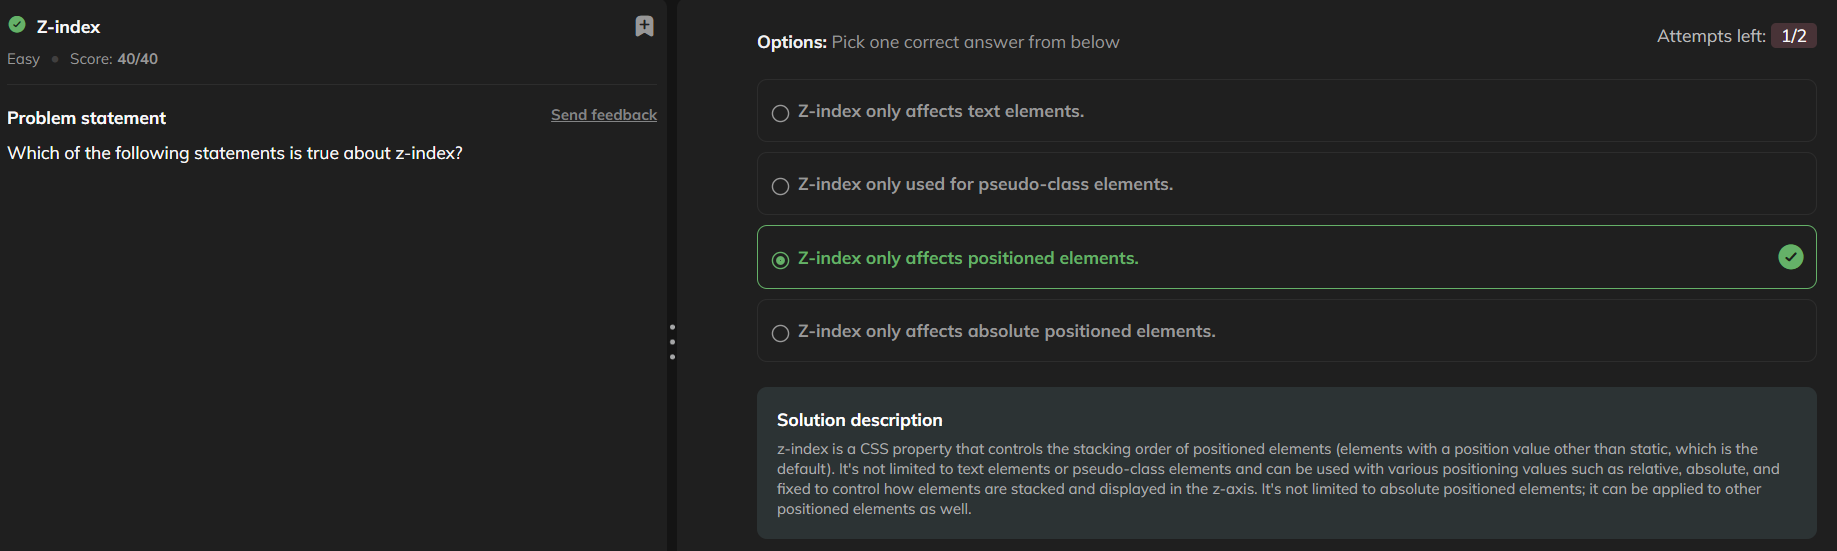 Z-index
Easy • Score: 40/40
Problem statement
Send feedback
Which of the following statements is true about z-index?
Options: Pick one correct answer from below
Attempts left: 1/2
Z-index only affects text elements.
Z-index only used for pseudo-class elements.
Z-index only affects positioned elements.
Z-index only affects absolute positioned elements.
Solution description
z-index is a CSS property that controls the stacking order of positioned elements (elements with a position value other than static, which is the
default). It's not limited to text elements or pseudo-class elements and can be used with various positioning values such as relative, absolute, and
fixed to control how elements are stacked and displayed in the z-axis. It's not limited to absolute positioned elements; it can be applied to other
positioned elements as well.